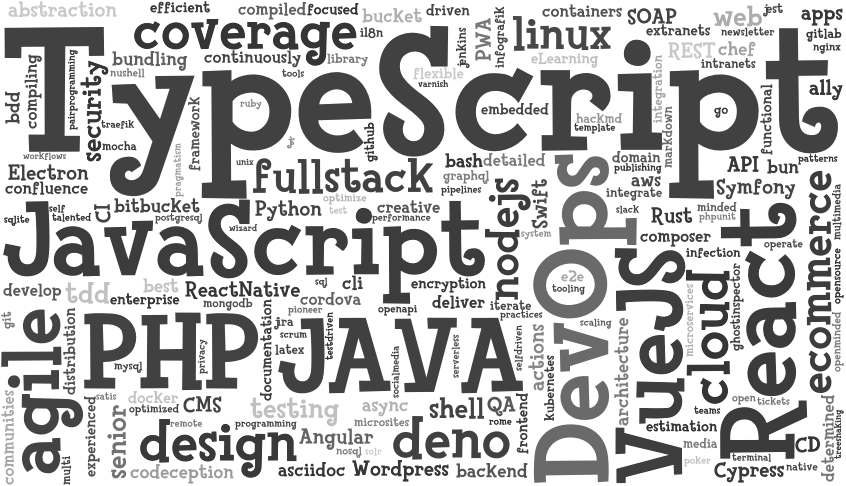 abstraction
efficient
compiled
focused
bucket
driven
containers
SOAP
web
jest
apps
coverage
il8n
jenkins
PWA
infografik
linux
extranets
newsletter
gitlab
nginx
TypeScript
bundling
nushell
continuously
tools
library
flexible
varnish
eLearning
REST
chef
intranets
ally
bdd
compiling
pairprogramming
security
traefik
mocha
workflows
framework
pragmatism
ruby
unix
github
embedded
hackmd
template
integration
markdown
go
functional
patterns
Electron
confluence
fullstack
bash
detailed
graphql
pipelines
domain
publishing
aws
integrate
API
bun
Symfony
sqlite
self
talented
CI
bitbucket
postgresql
wizard
Python
optimize
test
creative
performance
nodejs
Swift
system
DevOps
slack
Rust
minded
phpunit
composer
infection
JavaScript
React
operate
ecommerce
multimedia
opensource
openminded
develop
tdd
best
enterprise
ReactNative
mongodb
sql
cli
encryption
cordova
pioneer
openapi
deliver
iterate
practices
e2e
tooling
scaling
VueJS
microservices
cloud
ghostinspector
git
agile
distribution
PHP
mysql
privacy
documentation
jira
scrum
latex
testdriven
JAVA
socialmedia
serverless
selfdriven
actions
kubernetes
architecture
communities
multi
experienced
satis
docker
optimized
CMS
remote
senior
programming
testing
async
microsites
shell
QA
rome
frontend
teams
open
tickets
estimation
determined
treeshaking
design
codeception
Angular
nosql
solr
deno
asciidoc
Wordpress
backend
media
poker
terminal
Cypress
CD
native